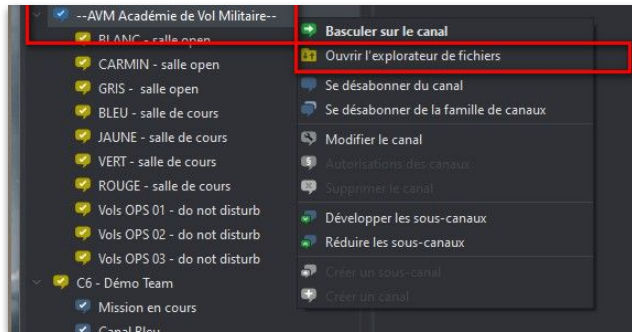 --AVM Académie de Vol Militaire--
BLANC - salle open
CARMIN - salle open
GRIS - salle open
BLEU - salle de cours
JAUNE - salle de cours
VERT - salle de cours
ROUGE - salle de cours
Vols OPS 01 - do not disturb
Vols OPS 02 - do not disturb
Vols OPS 03 - do not disturb
C6 - Démo Team
Mission en cours
Canal Bleu
Basculer sur le canal
Ouvrir l'explorateur de fichiers
Se désabonner du canal
Se désabonner de la famille de canaux
Modifier le canal
Autorisations des canaux
Supprimer le canal
Développer les sous-canaux
Réduire les sous-canaux
Créer un sous-canal
Créer un canal